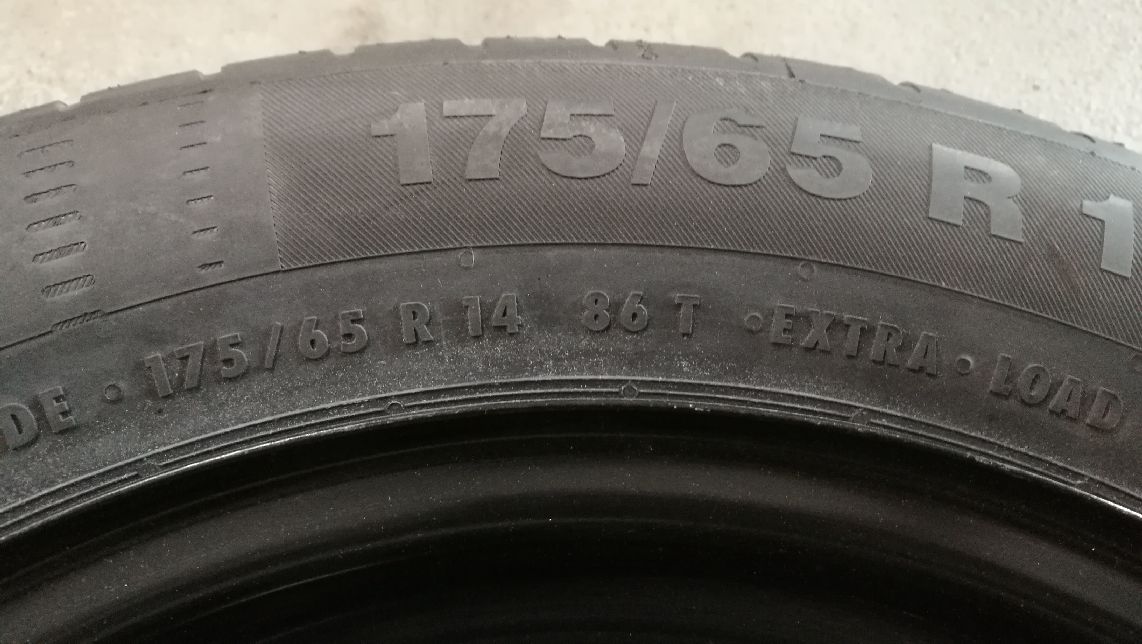 175/65 R 1
DE • 175/65 R 14 86 T • EXTRA • LOAD